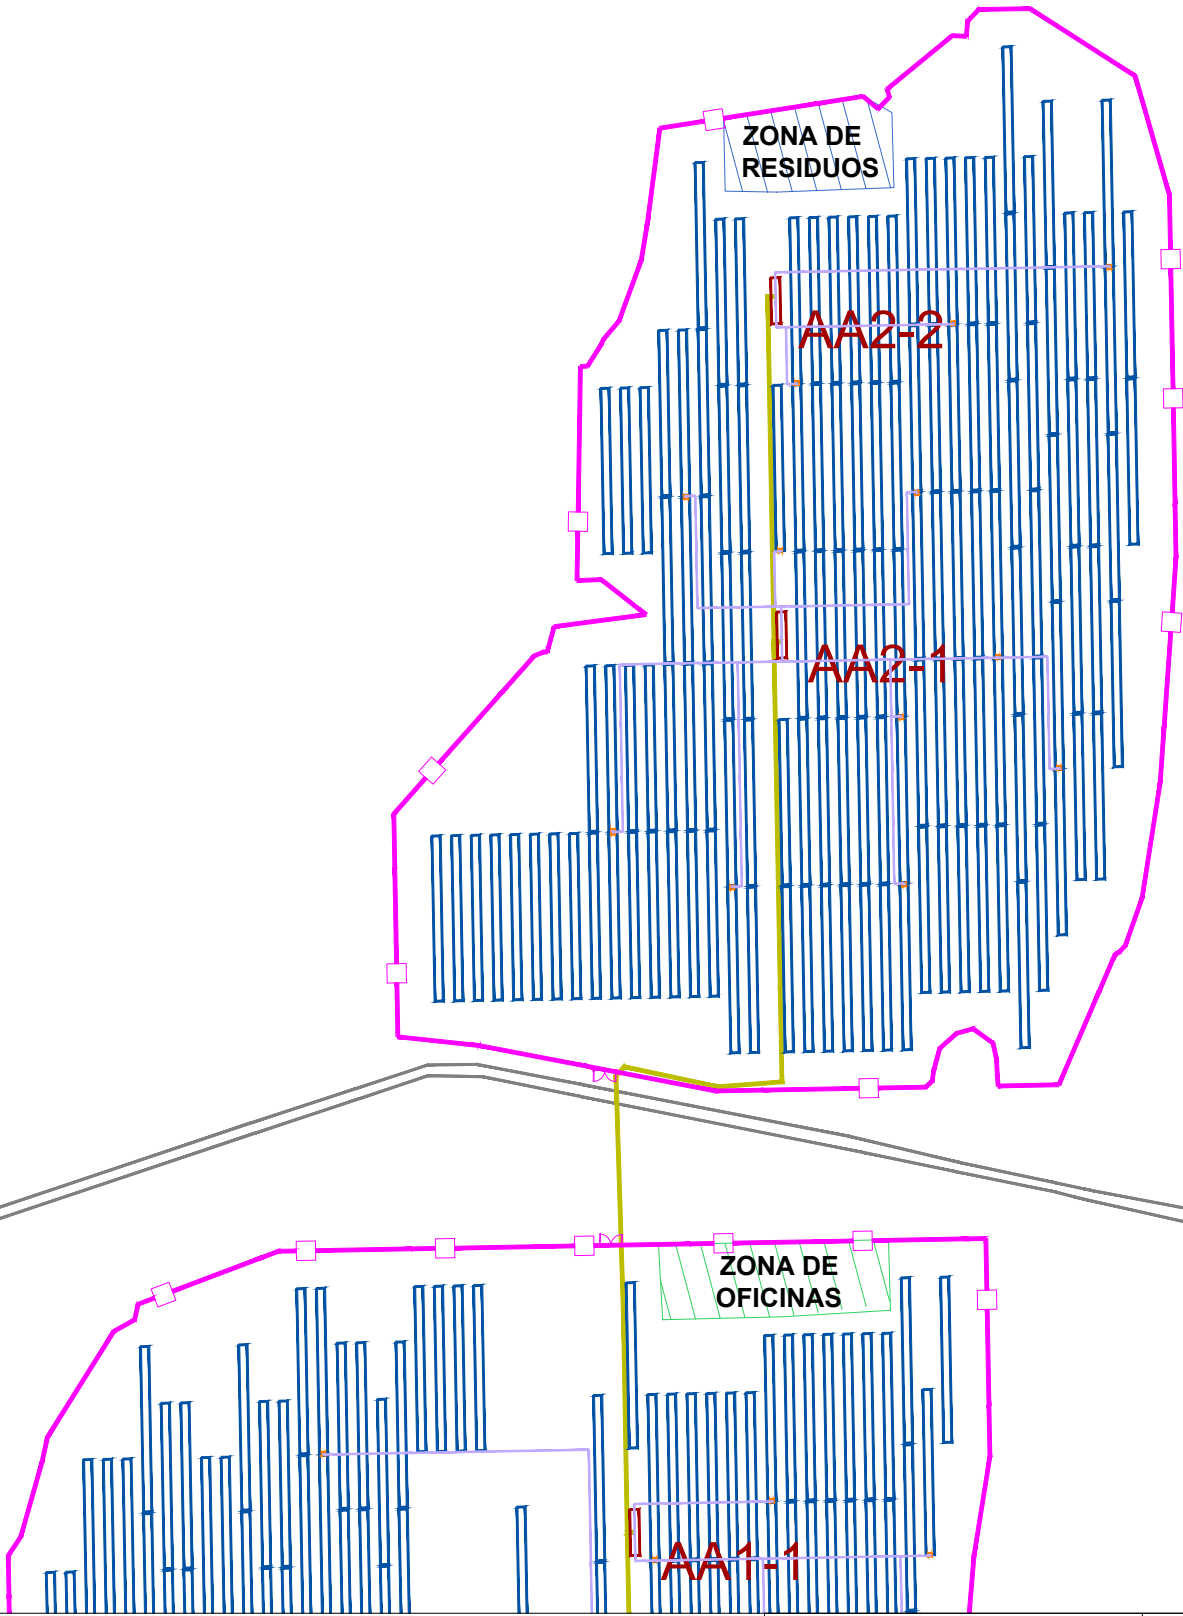 ZONA DE
RESIDUOS
AA2-2
AA2-1
ZONA DE
OFICINAS
AA1-1